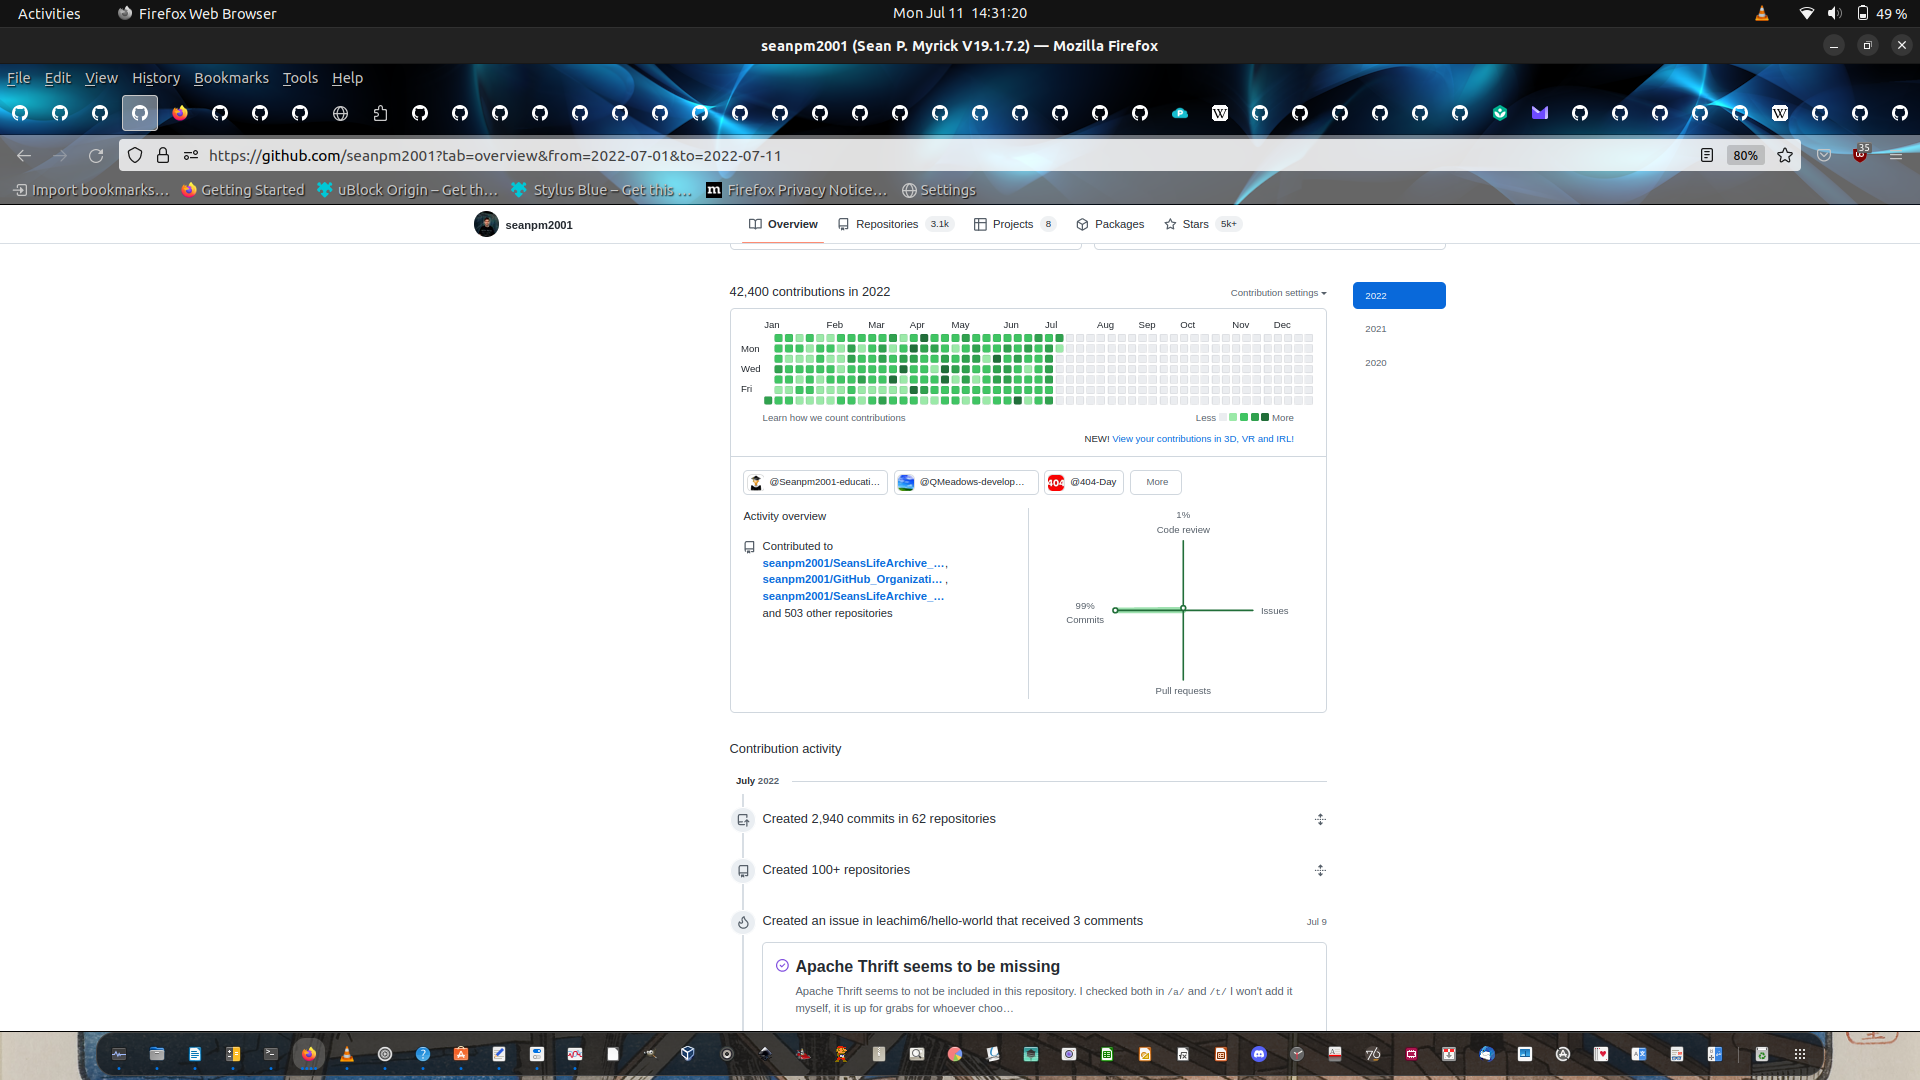 Activities Firefox Web Browser Mon Jul 11 14:31:20 49 %
seanpm2001 (Sean P. Myrick V19.1.7.2) — Mozilla Firefox
File Edit View History Bookmarks Tools Help
https://github.com/seanpm2001?tab=overview&from=2022-07-01&to=2022-07-11 80% 35
Import bookmarks… Getting Started uBlock Origin – Get th… Stylus Blue – Get this … Firefox Privacy Notice… Settings
seanpm2001 Overview Repositories 3.1k Projects 8 Packages Stars 5k+
42,400 contributions in 2022 Contribution settings 2022
Jan Feb Mar Apr May Jun Jul Aug Sep Oct Nov Dec 2021
Mon
Wed 2020
Fri
Learn how we count contributions Less More
NEW! View your contributions in 3D, VR and IRL!
@Seanpm2001-educati… @QMeadows-develop… 404 @404-Day More
Activity overview
Contributed to
seanpm2001/SeansLifeArchive_…,
seanpm2001/GitHub_Organizati… ,
seanpm2001/SeansLifeArchive_…
and 503 other repositories
1%
Code review
99%
Commits
Issues
Pull requests
Contribution activity
July 2022
Created 2,940 commits in 62 repositories
Created 100+ repositories
Created an issue in leachim6/hello-world that received 3 comments Jul 9
Apache Thrift seems to be missing
Apache Thrift seems to not be included in this repository. I checked both in /a/ and /t/ I won't add it
myself, it is up for grabs for whoever choo…